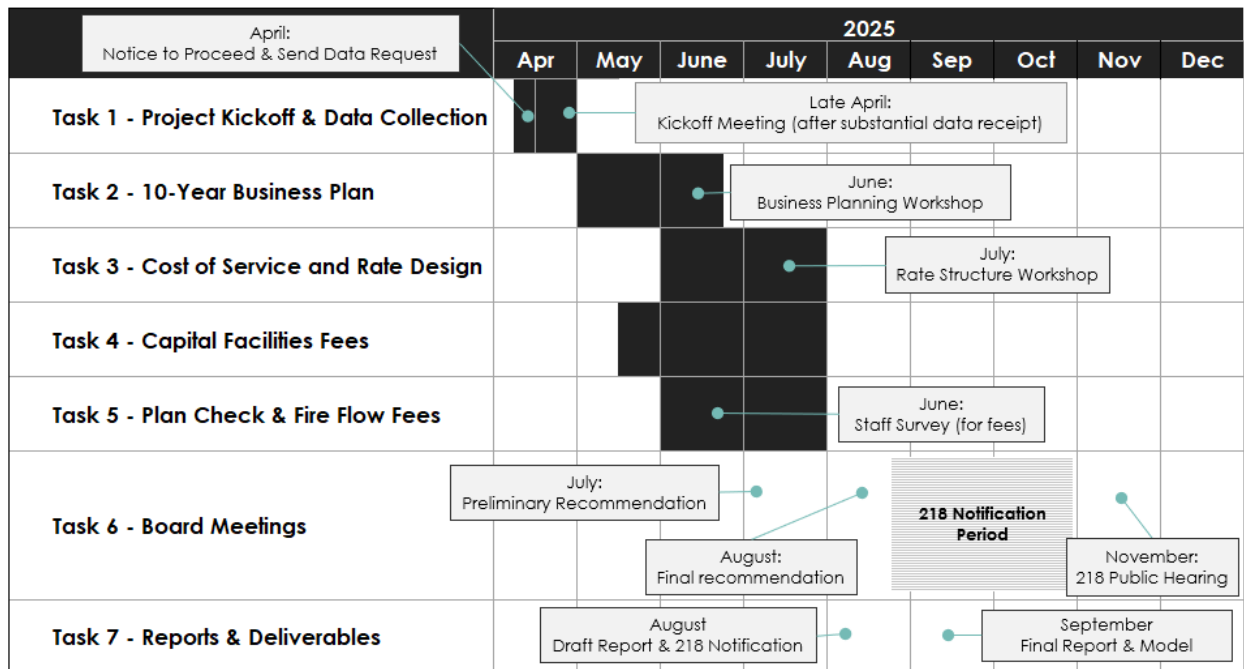 April:
Notice to Proceed & Send Data Request
2025
Apr May June July Aug Sep Oct Nov Dec
Task 1 - Project Kickoff & Data Collection
Late April:
Kickoff Meeting (after substantial data receipt)
Task 2 - 10-Year Business Plan
June:
Business Planning Workshop
Task 3 - Cost of Service and Rate Design
July:
Rate Structure Workshop
Task 4 - Capital Facilities Fees
Task 5 - Plan Check & Fire Flow Fees
June:
Staff Survey (for fees)
Task 6 - Board Meetings
July:
Preliminary Recommendation
August:
Final recommendation
218 Notification
Period
November:
218 Public Hearing
Task 7 - Reports & Deliverables
August
Draft Report & 218 Notification
September
Final Report & Model